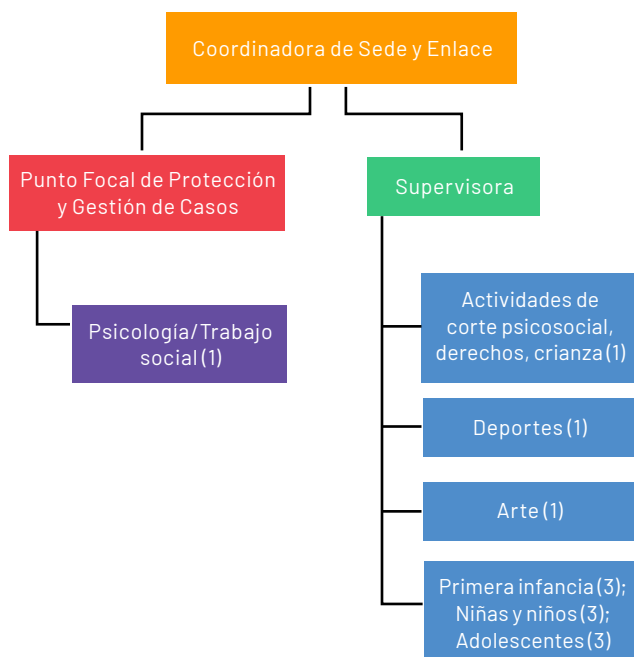 Coordinadora de Sede y Enlace
Punto Focal de Protección
y Gestión de Casos
Supervisora
Psicología/Trabajo
social (1)
Actividades de
corte psicosocial,
derechos, crianza (1)
Deportes (1)
Arte (1)
Primera infancia (3);
Niñas y niños (3);
Adolescentes (3)